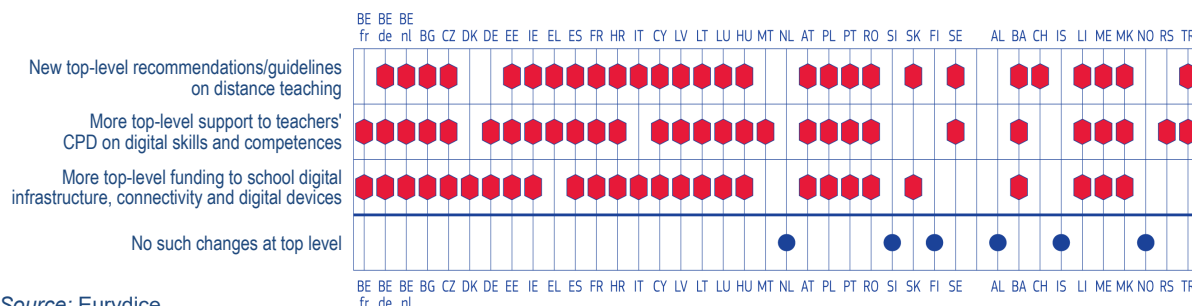 BE BE BE
fr de nl BG CZ DK DE EE IE EL ES FR HR IT CY LV LT LU HU MT NL AT PL PT RO SI SK FI SE AL BA CH IS LI ME MK NO RS TR
New top-level recommendations/guidelines
on distance teaching
More top-level support to teachers'
CPD on digital skills and competences
More top-level funding to school digital
infrastructure, connectivity and digital devices
No such changes at top level
BE BE BE BG CZ DK DE EE IE EL ES FR HR IT CY LV LT LU HU MT NL AT PL PT RO SI SK FI SE AL BA CH IS LI ME MK NO RS TR
fr de nl
Source: Eurydice